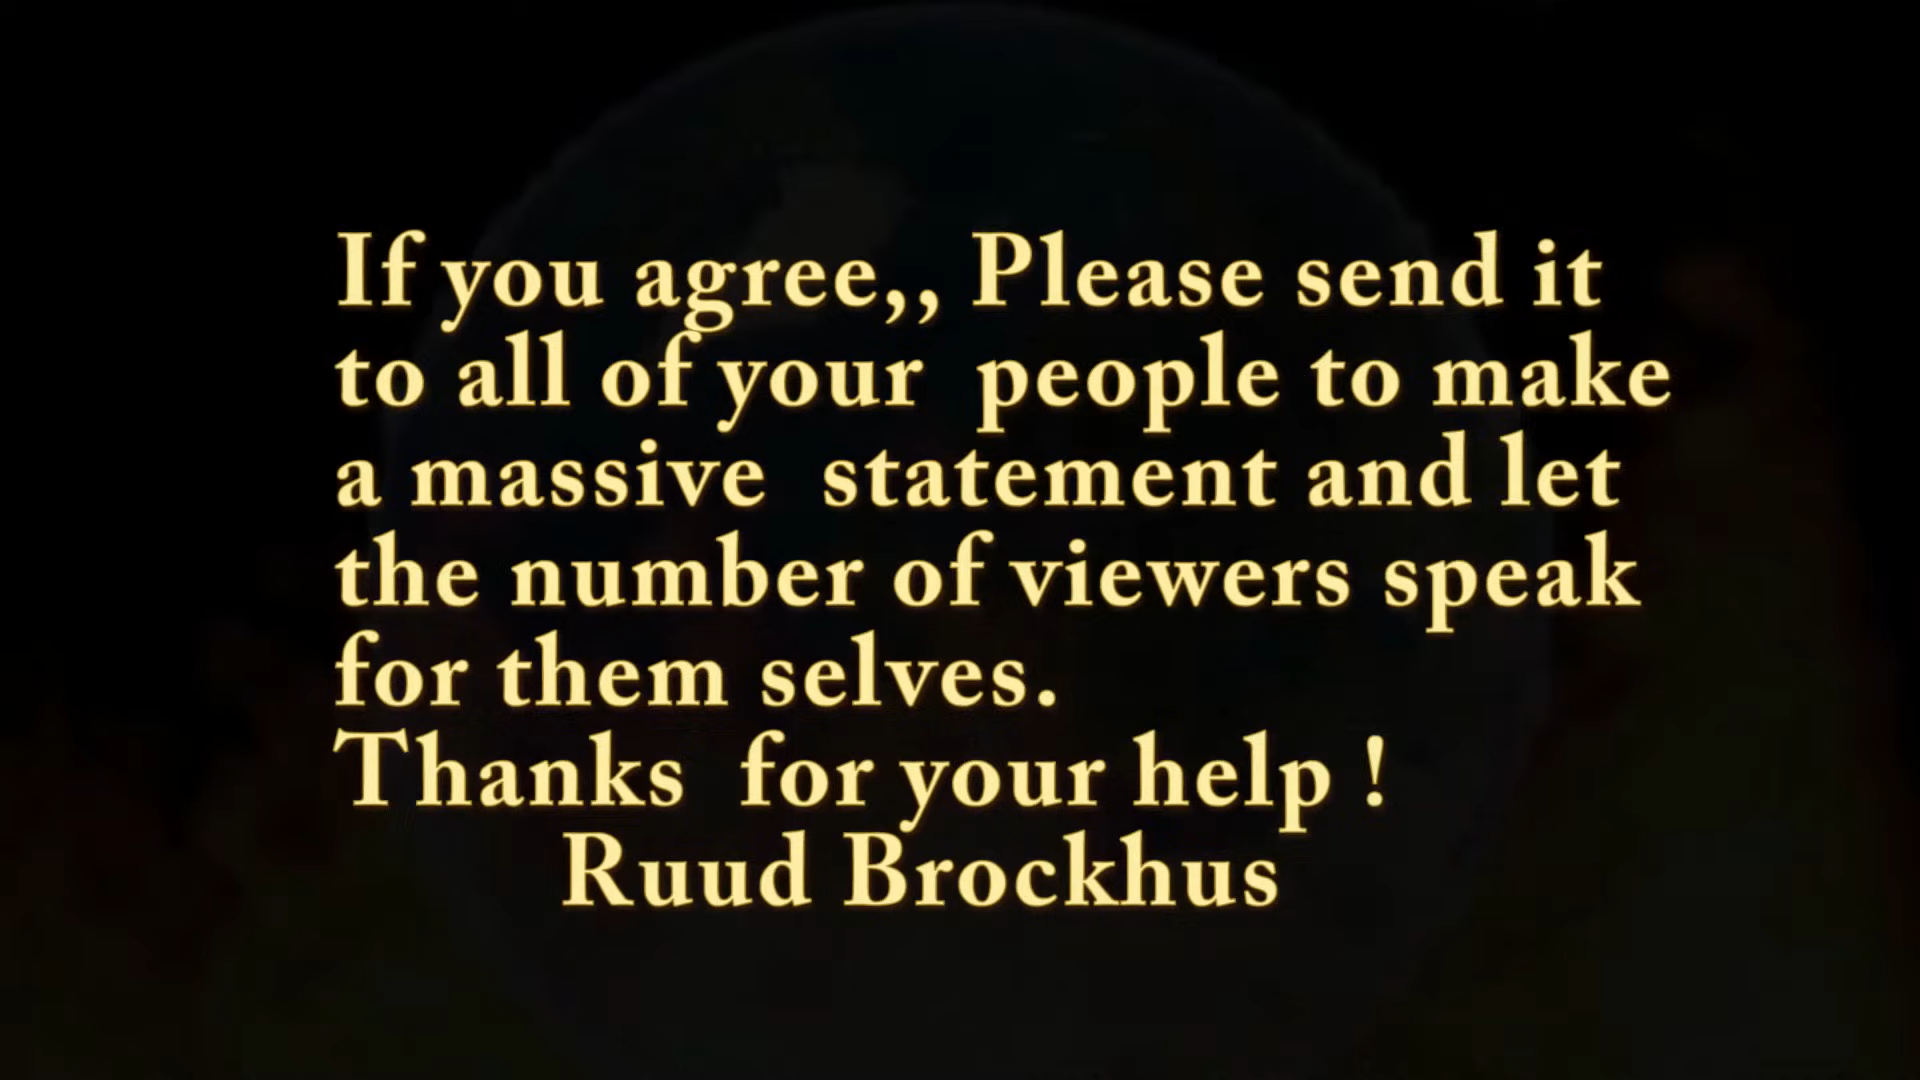 If you agree,, Please send it
to all of your  people to make
a massive  statement and let
the number of viewers speak
for them selves.
Thanks  for your help !
Ruud Brockhus